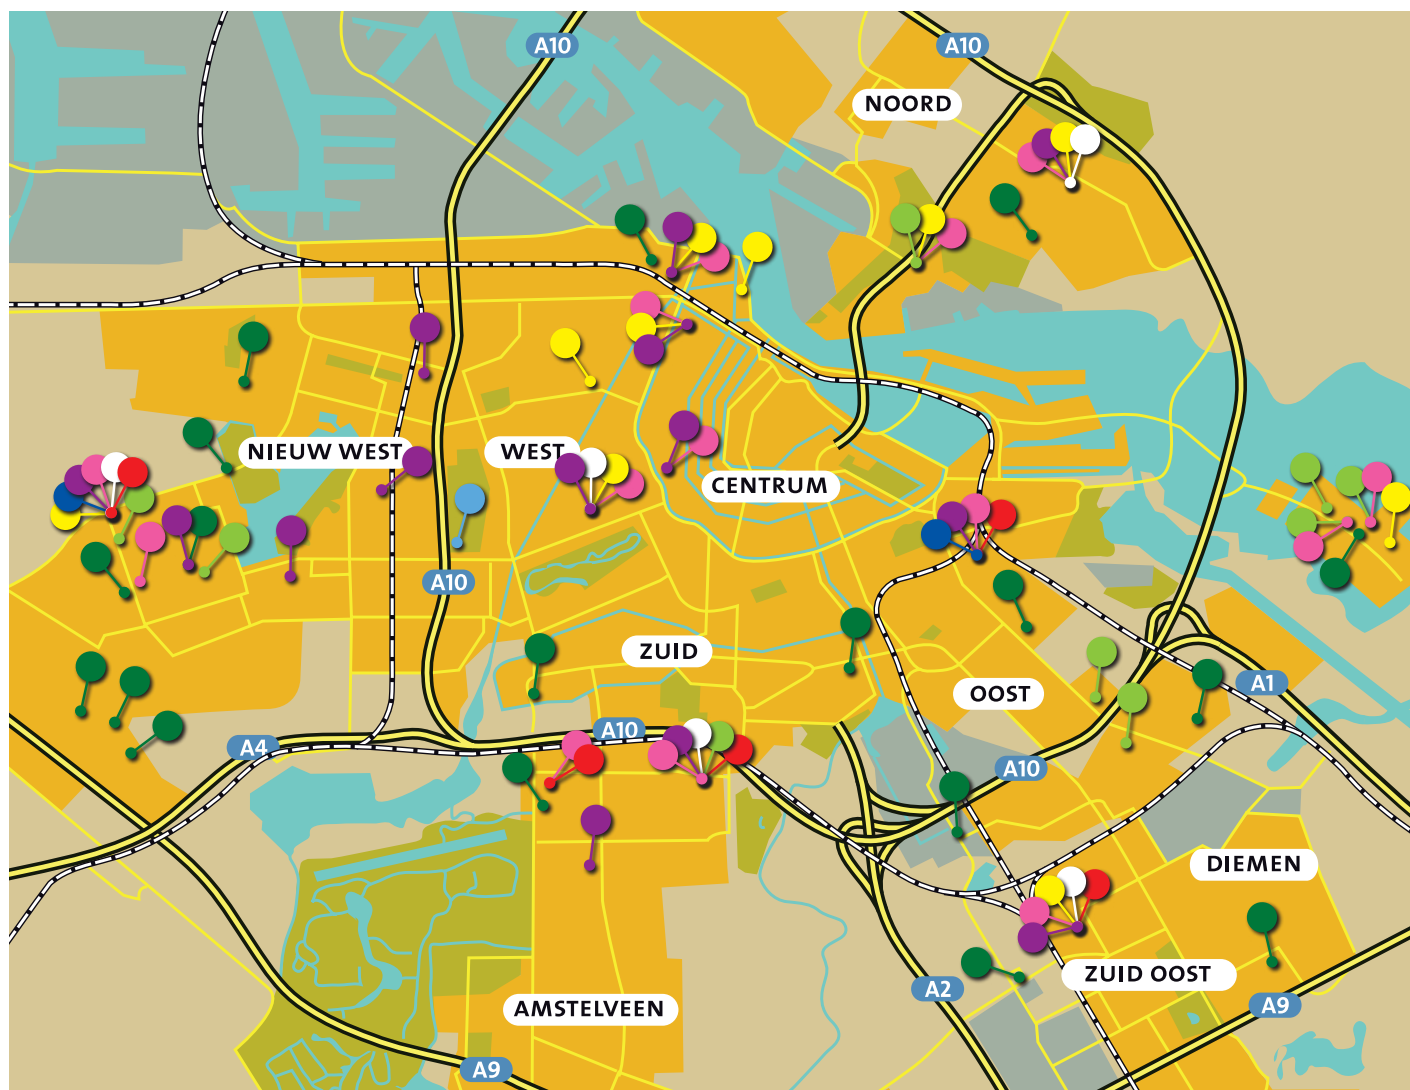 A10
A10
NOORD
NIEUW WEST
WEST
CENTRUM
A10
ZUID
OOST
A1
A10
A4
A10
DIEMEN
ZUID OOST
A2
A9
AMSTELVEEN
A9